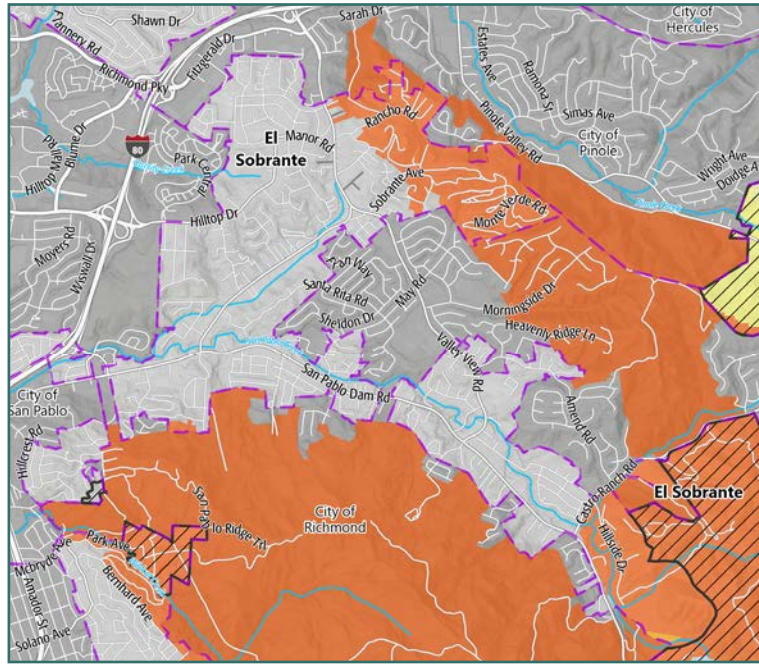 Shawn Dr
Sarah Dr
City of
Hercules
Flannery Rd
Richmond Pky
Fitzgerald Dr
Estates Ave
Ramona St
Simas Ave
Blume Dr
Hilltop Mall Rd
80
Park Central
El
Sobrante
Manor Rd
Rancho Rd
Pinole Valley Rd
City of
Pinole
Wright Ave
Doidge A
Sobrante Ave
Hilltop Dr
Monte Verde Rd
Moyers Rd
Wiswall Dr
Santa Rita Rd
May Rd
Morningside Dr
Sheldon Dr
Heavenly Ridge Ln
Valley View Rd
San Pablo Dam Rd
City of
San Pablo
Hillcrest Rd
Amend Rd
Castro Ranch Rd
El Sobrante
San Pablo Ridge Trl
City of
Richmond
Hillside Dr
Park Ave
Mcbryde Ave
Bernhard Ave
Amador St
Solano Ave